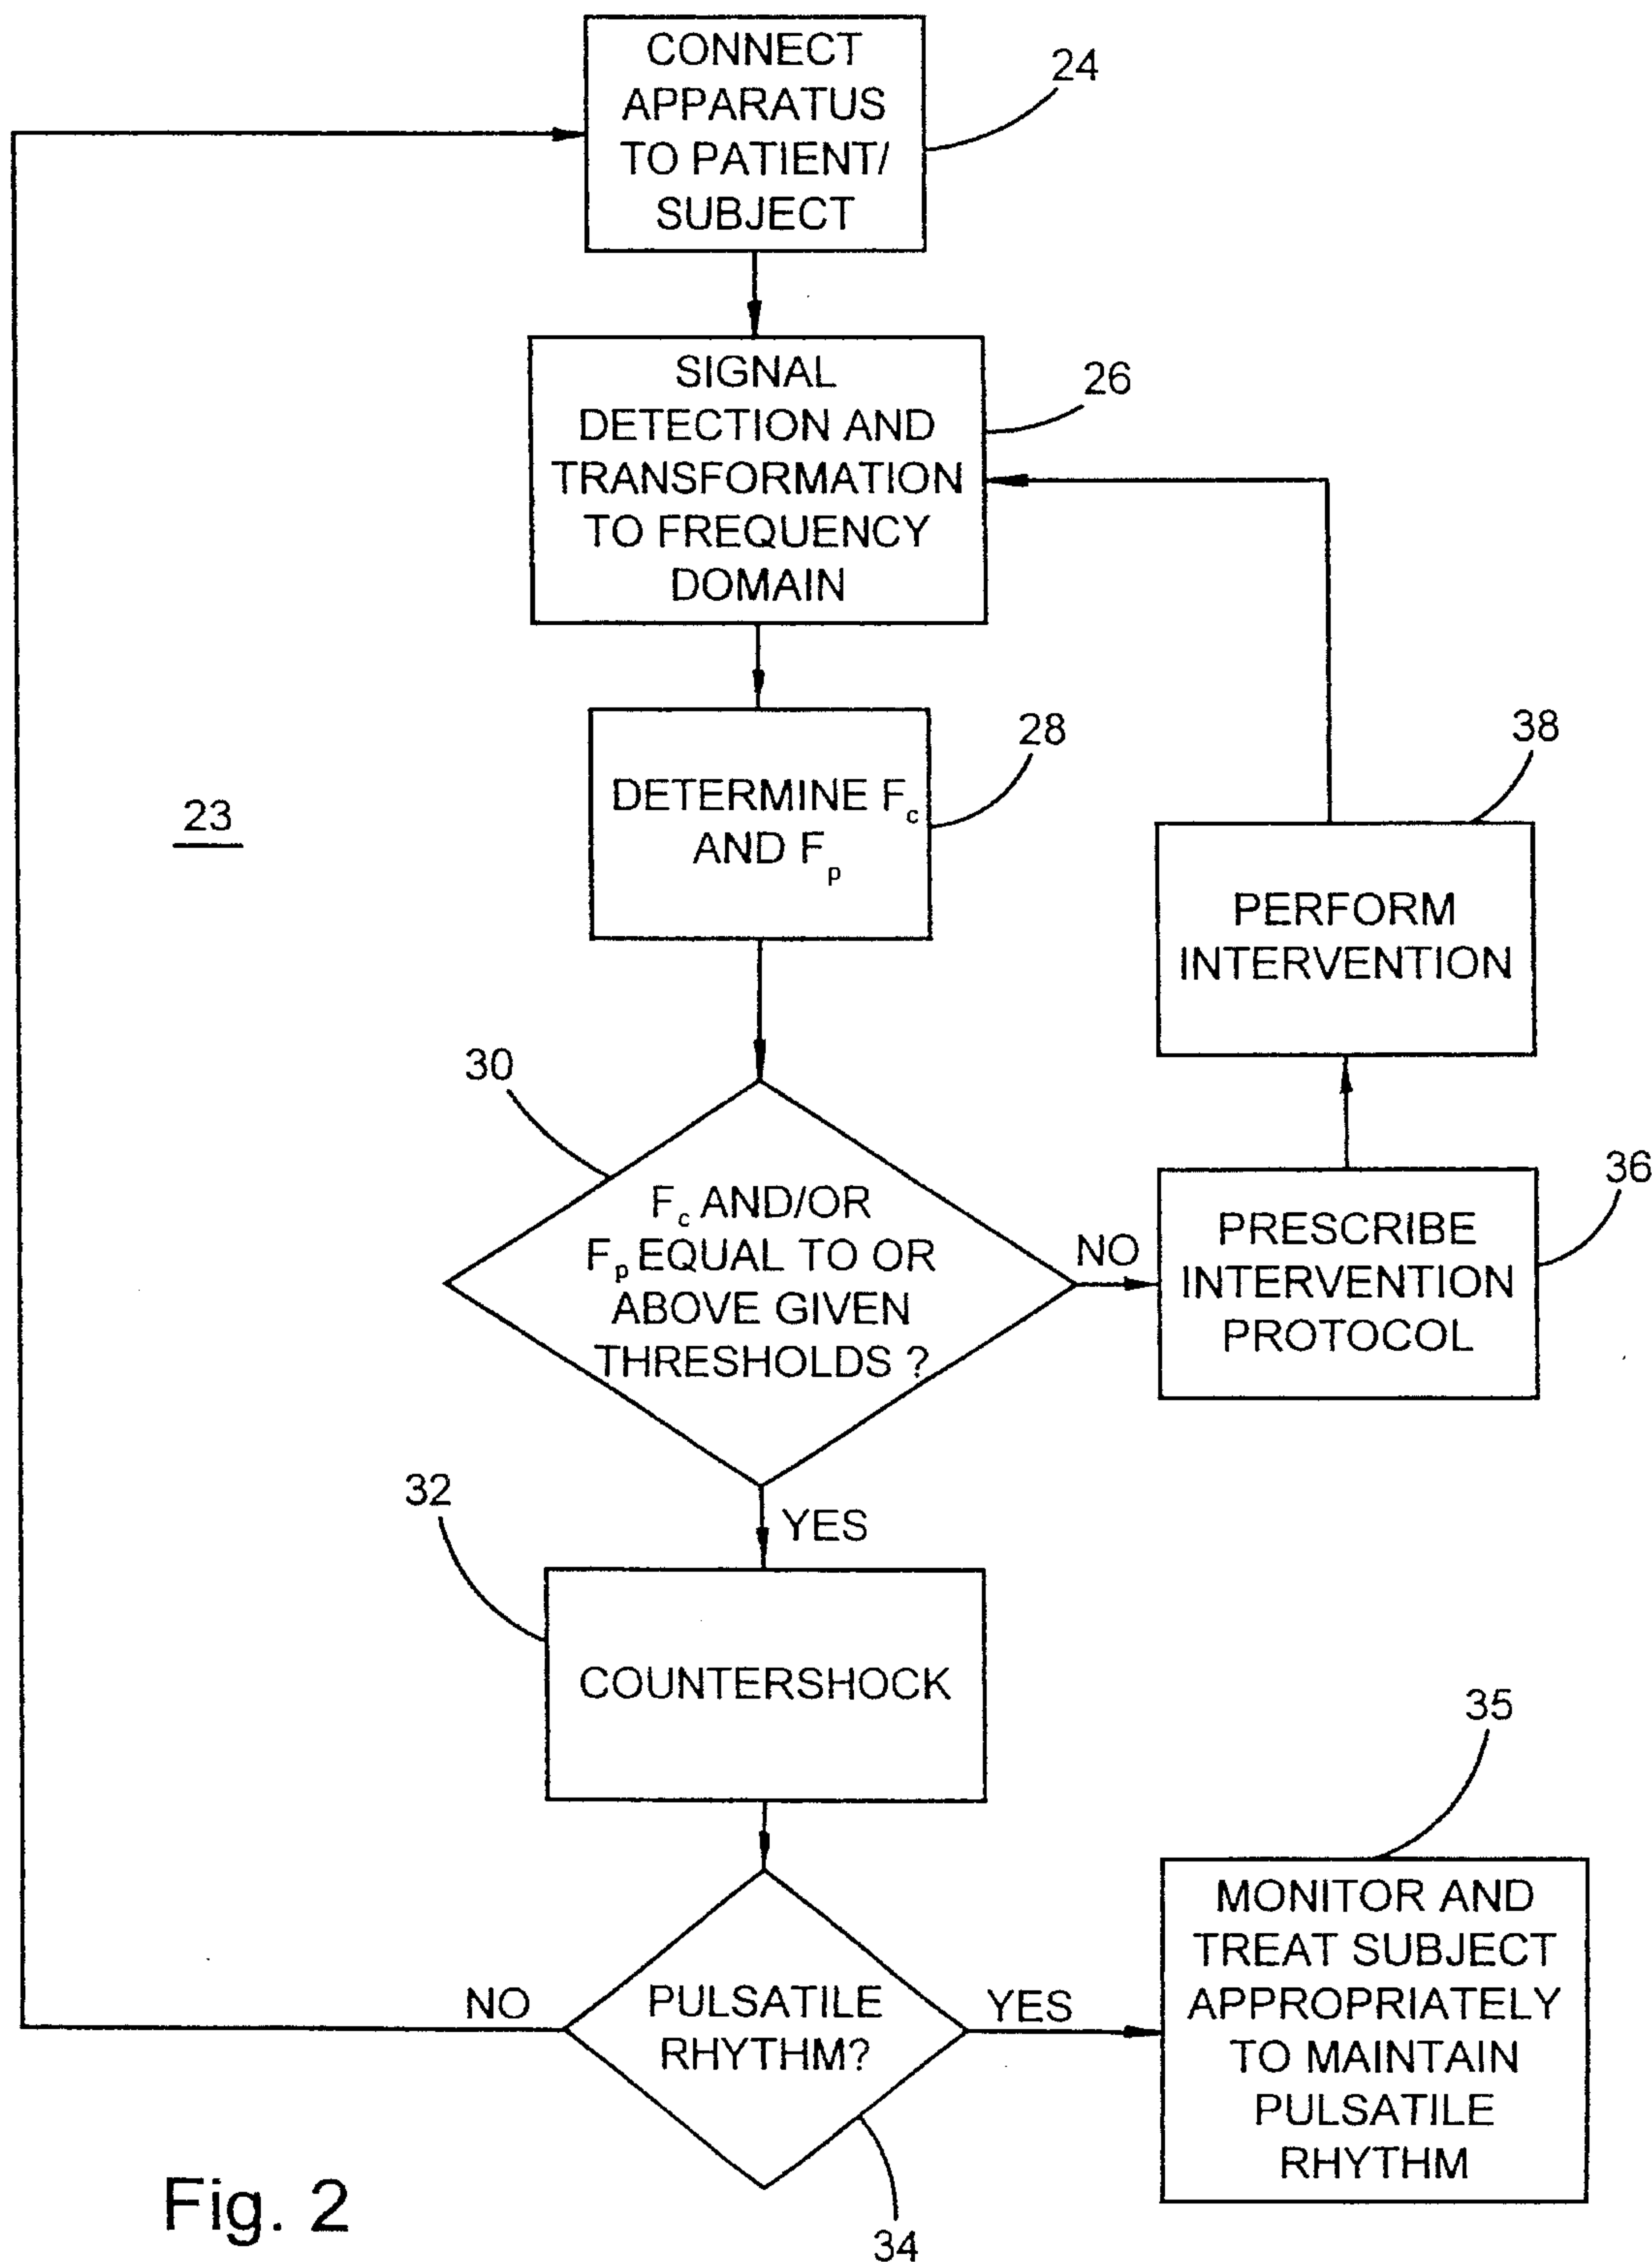 CONNECT
APPARATUS
TO PATIENT/
SUBJECT
24
SIGNAL
DETECTION AND
TRANSFORMATION
TO FREQUENCY
DOMAIN
26
DETERMINE Fc
AND Fp
28
23
38
PERFORM
INTERVENTION
30
Fc AND/OR
Fp EQUAL TO OR
ABOVE GIVEN
THRESHOLDS ?
NO
36
PRESCRIBE
INTERVENTION
PROTOCOL
YES
32
COUNTERSHOCK
35
MONITOR AND
TREAT SUBJECT
APPROPRIATELY
TO MAINTAIN
PULSATILE
RHYTHM
NO
PULSATILE
RHYTHM?
YES
34
Fig. 2